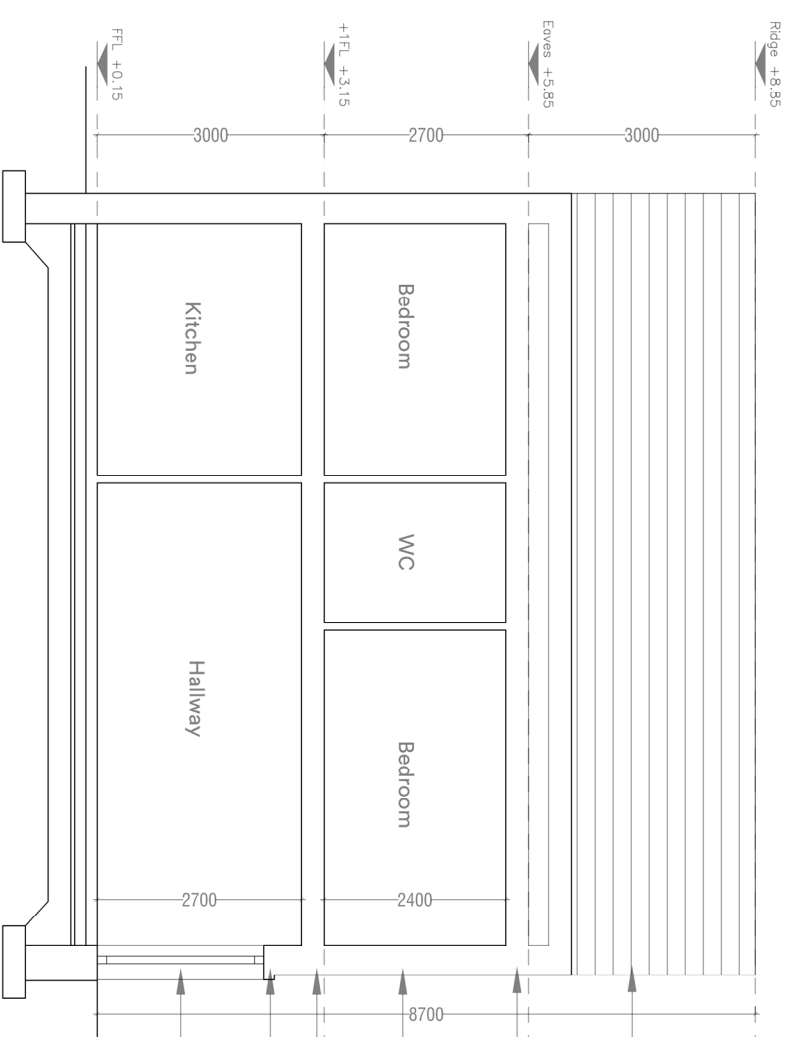 FFL +0.15
+1FL +3.15
Eaves +5.85
Ridge +8.85
3000
2700
3000
Kitchen
Bedroom
WC
Hallway
Bedroom
2700
2400
8700